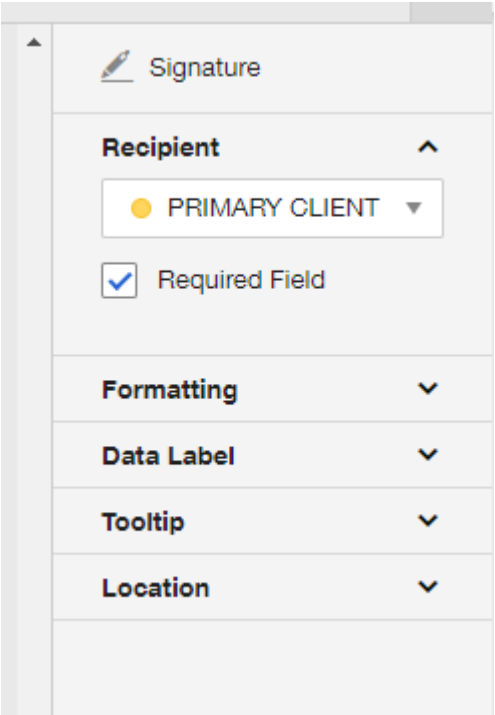 Signature
Recipient
PRIMARY CLIENT
Required Field
Formatting
Data Label
Tooltip
Location